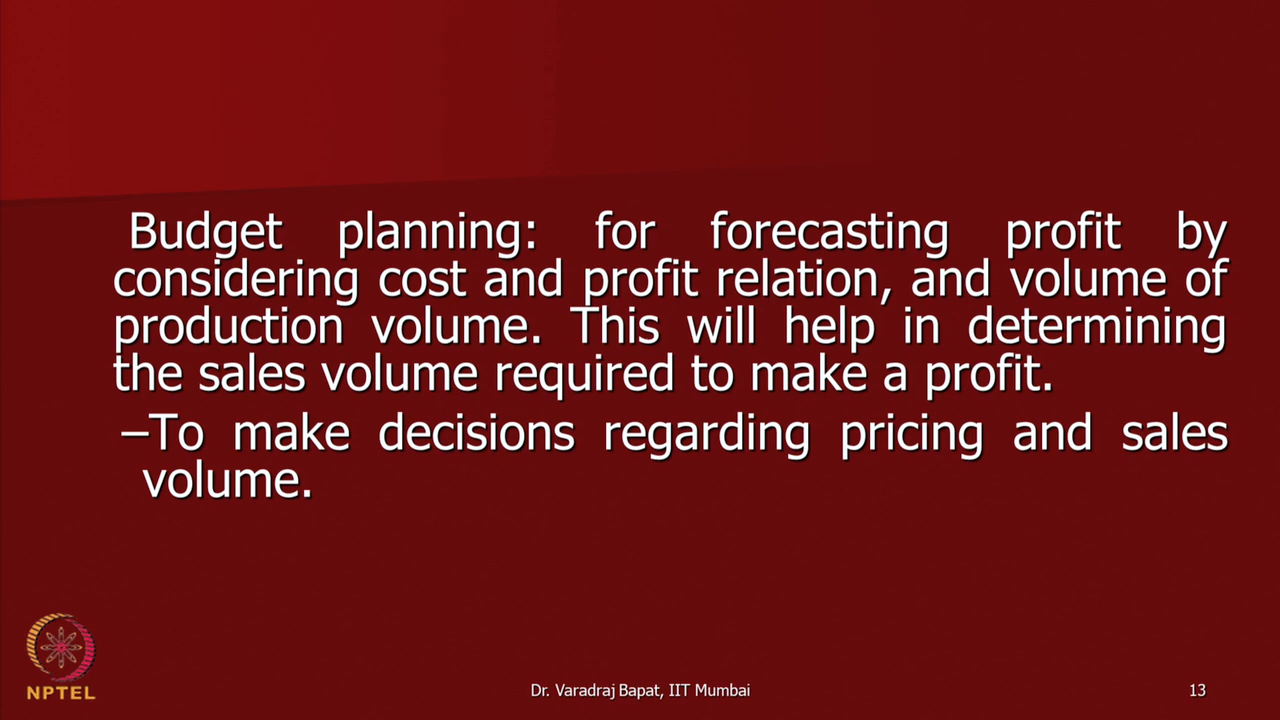 Budget planning: for forecasting profit by
considering cost and profit relation, and volume of
production volume. This will help in determining
the sales volume required to make a profit.
–To make decisions regarding pricing and sales
volume.
NPTEL
Dr. Varadraj Bapat, IIT Mumbai
13